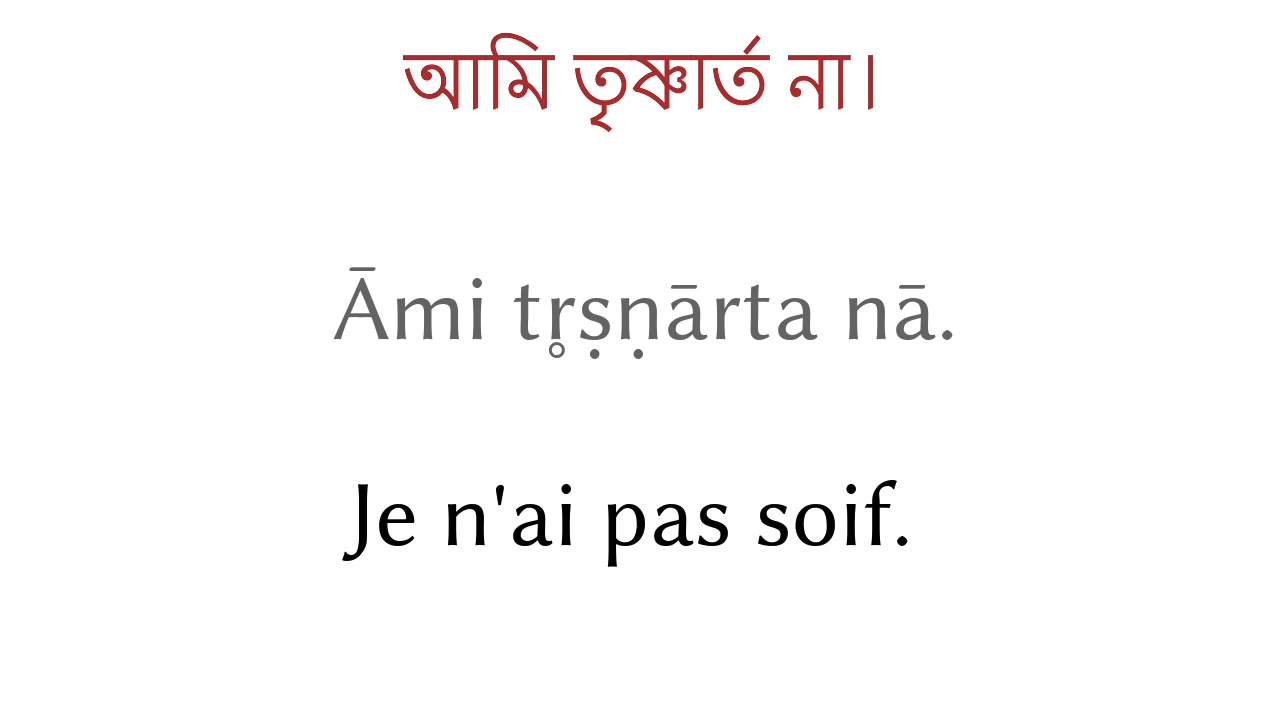 আমি তৃষ্ণার্ত না।
Āmi tr̥ṣṇārta nā.
Je n'ai pas soif.